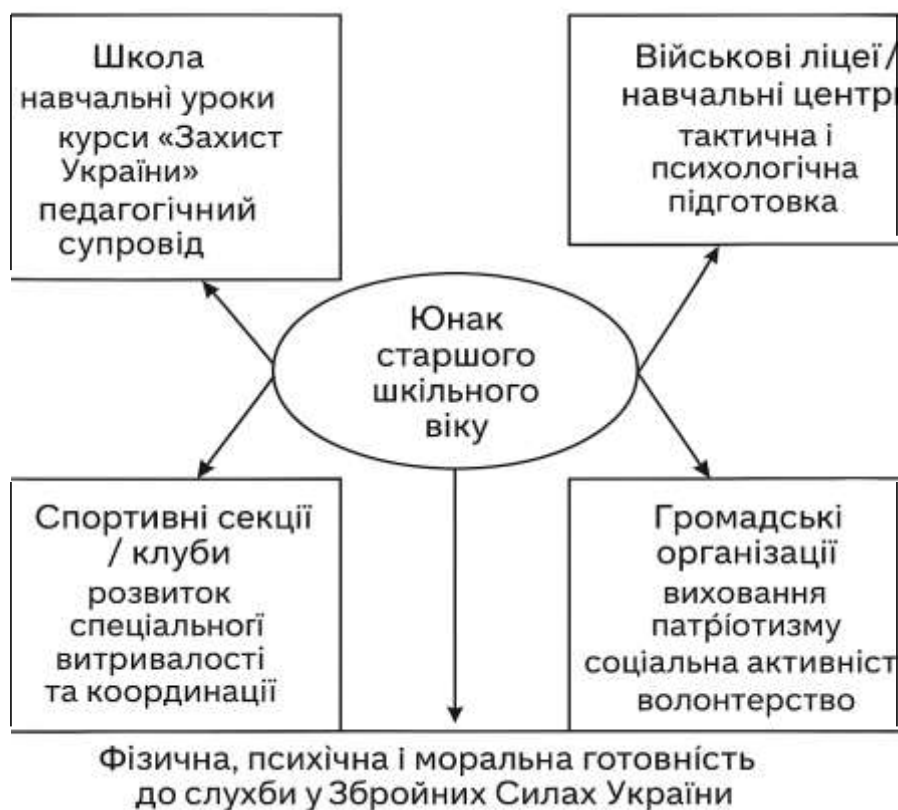 Школа
навчальні уроки
курси «Захист
України»
педагогічний
супровід
Військові ліцеї /
навчальні центри
тактична і
психологічна
підготовка
Юнак
старшого
шкільного
віку
Спортивні секції
/ клуби
розвиток
спеціальної
витривалості
та координації
Громадські
організації
виховання
патріотизму
соціальна активніст
волонтерство
Фізична, психічна і моральна готовність
до слухби у Збройних Силах України